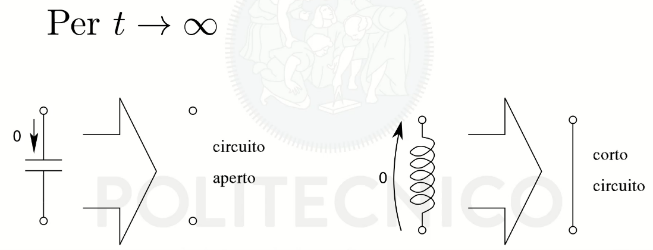 Per t → ∞
0
circuito
aperto
0
corto
circuito
POLITECNICO